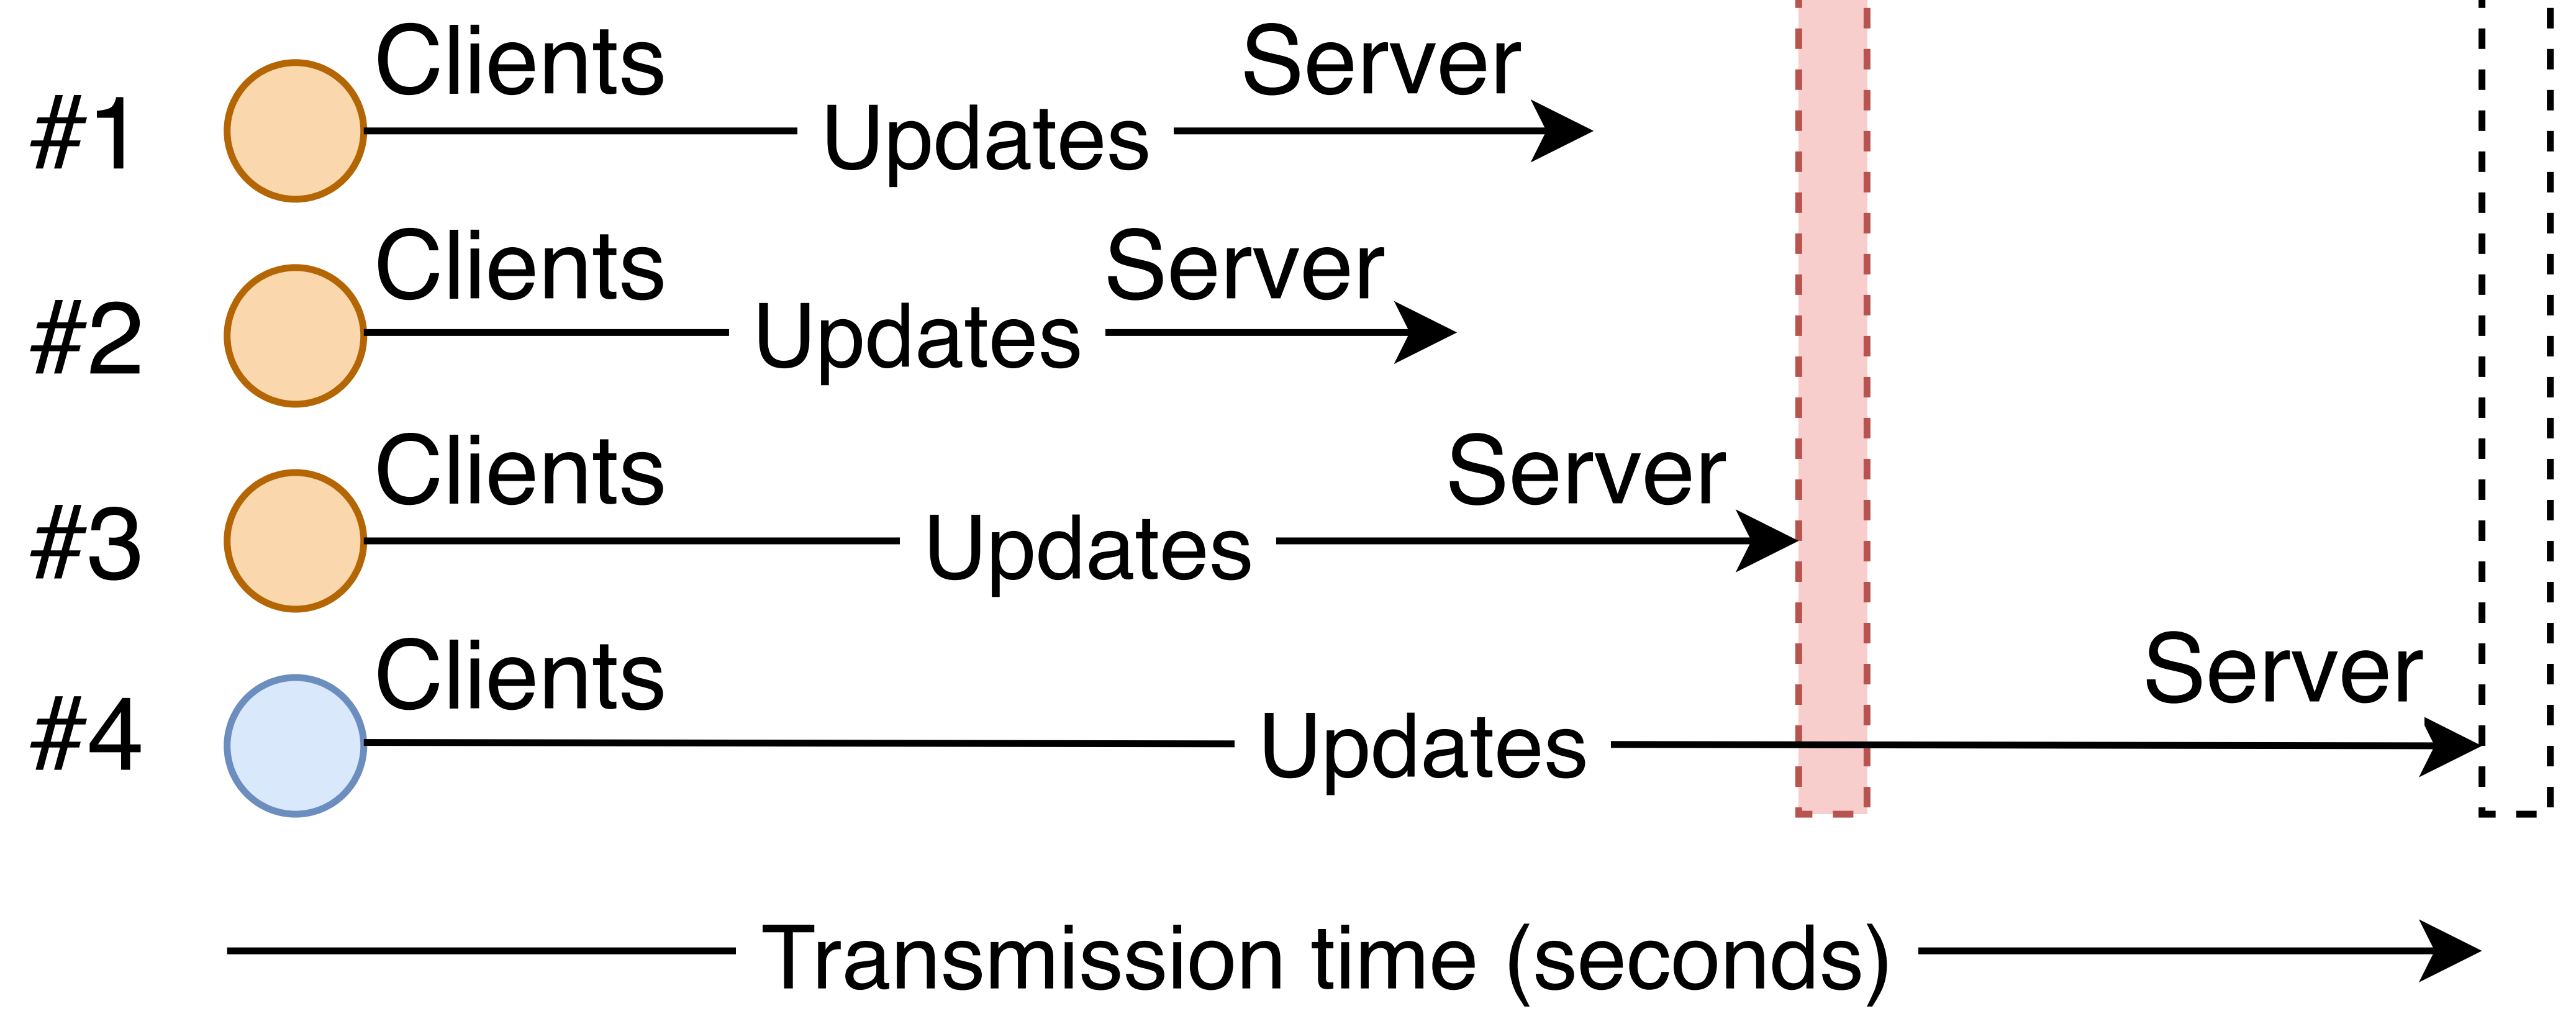 #1 Clients Updates Server
#2 Clients Updates Server
#3 Clients Updates Server
#4 Clients Updates Server
Transmission time (seconds)